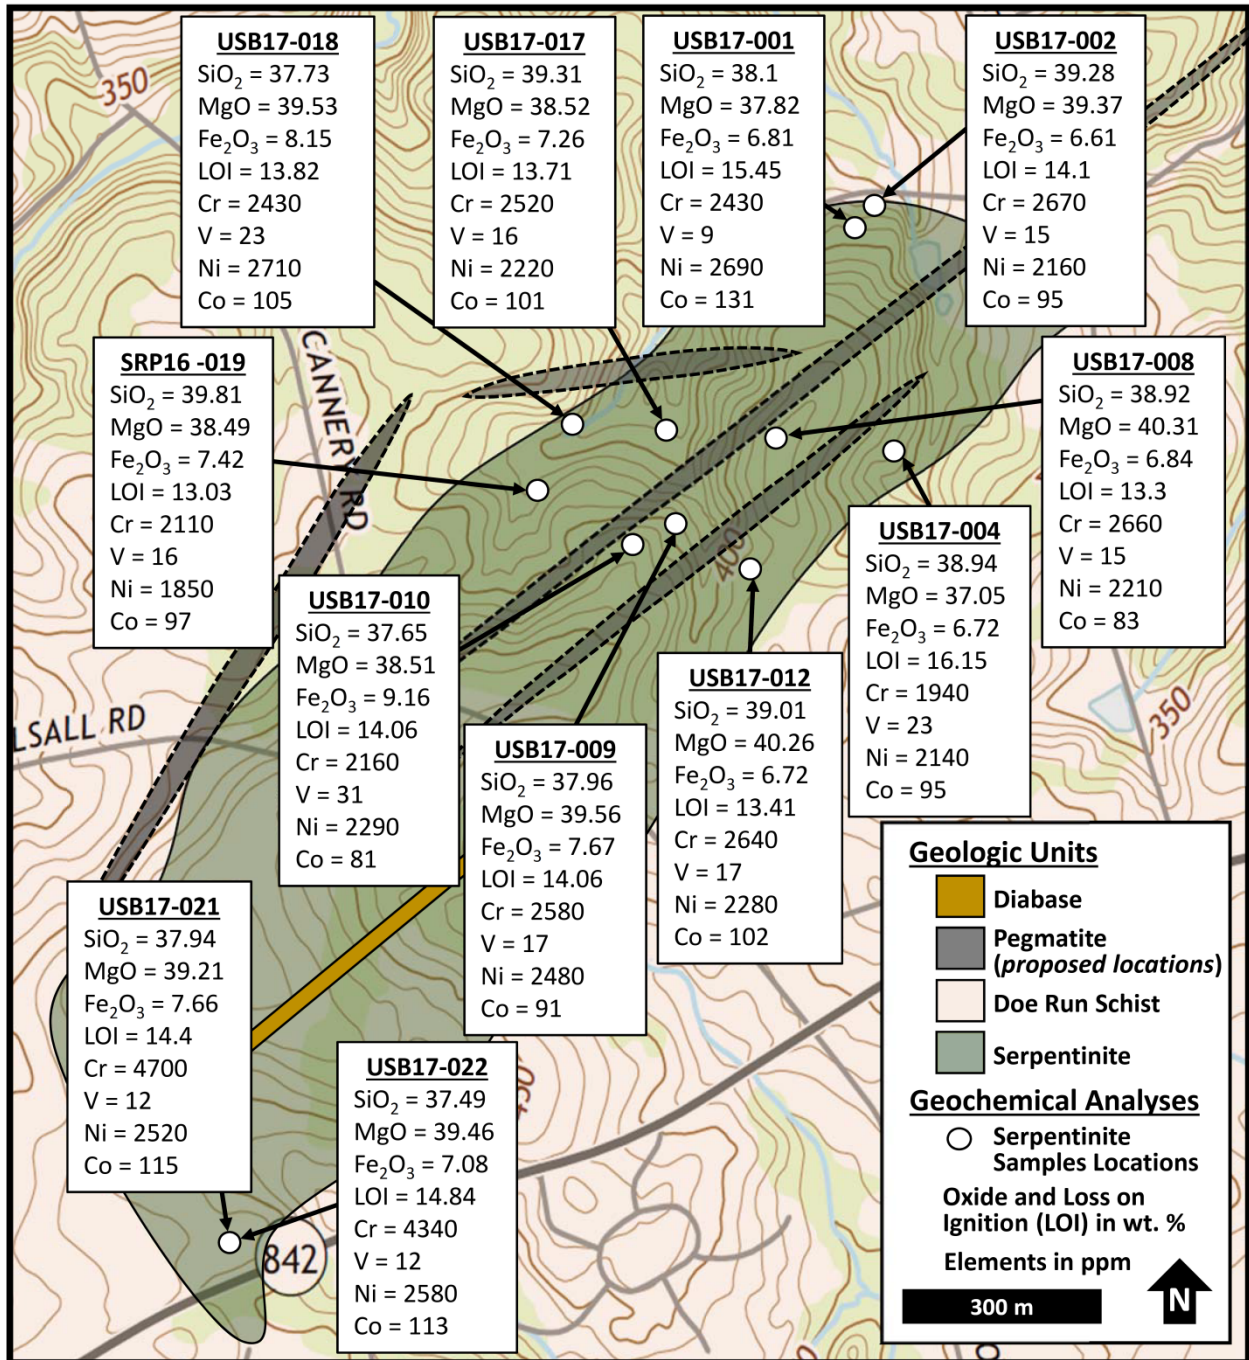 USB17-018
SiO₂ = 37.73
MgO = 39.53
Fe₂O₃ = 8.15
LOI = 13.82
Cr = 2430
V = 23
Ni = 2710
Co = 105
USB17-017
SiO₂ = 39.31
MgO = 38.52
Fe₂O₃ = 7.26
LOI = 13.71
Cr = 2520
V = 16
Ni = 2220
Co = 101
USB17-001
SiO₂ = 38.1
MgO = 37.82
Fe₂O₃ = 6.81
LOI = 15.45
Cr = 2430
V = 9
Ni = 2690
Co = 131
USB17-002
SiO₂ = 39.28
MgO = 39.37
Fe₂O₃ = 6.61
LOI = 14.1
Cr = 2670
V = 15
Ni = 2160
Co = 95
350
CANNERY RD
SRP16 -019
SiO₂ = 39.81
MgO = 38.49
Fe₂O₃ = 7.42
LOI = 13.03
Cr = 2110
V = 16
Ni = 1850
Co = 97
USB17-008
SiO₂ = 38.92
MgO = 40.31
Fe₂O₃ = 6.84
LOI = 13.3
Cr = 2660
V = 15
Ni = 2210
Co = 83
400
USB17-004
SiO₂ = 38.94
MgO = 37.05
Fe₂O₃ = 6.72
LOI = 16.15
Cr = 1940
V = 23
Ni = 2140
Co = 95
USB17-010
SiO₂ = 37.65
MgO = 38.51
Fe₂O₃ = 9.16
LOI = 14.06
Cr = 2160
V = 31
Ni = 2290
Co = 81
USB17-012
SiO₂ = 39.01
MgO = 40.26
Fe₂O₃ = 6.72
LOI = 13.41
Cr = 2640
V = 17
Ni = 2280
Co = 102
350
LSALL RD
USB17-009
SiO₂ = 37.96
MgO = 39.56
Fe₂O₃ = 7.67
LOI = 14.06
Cr = 2580
V = 17
Ni = 2480
Co = 91
USB17-021
SiO₂ = 37.94
MgO = 39.21
Fe₂O₃ = 7.66
LOI = 14.4
Cr = 4700
V = 12
Ni = 2520
Co = 115
USB17-022
SiO₂ = 37.49
MgO = 39.46
Fe₂O₃ = 7.08
LOI = 14.84
Cr = 4340
V = 12
Ni = 2580
Co = 113
450
842
Geologic Units
Diabase
Pegmatite
(proposed locations)
Doe Run Schist
Serpentinite
Geochemical Analyses
Serpentinite
Samples Locations
Oxide and Loss on
Ignition (LOI) in wt. %
Elements in ppm
300 m
N